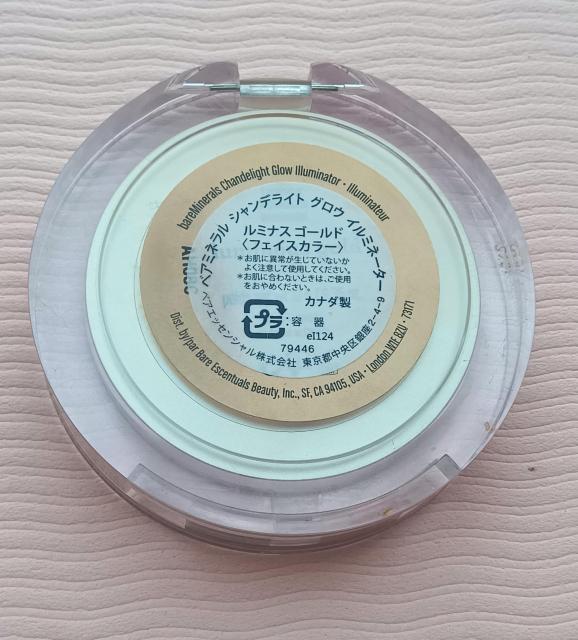 bareMinerals Chandelight Glow Illuminator · Illuminateur
ベアミネラル シャンデライト グロウ イルミネーター
ルミナス ゴールド
〈フェイスカラー〉
*お肌に異常が生じていないか
よく注意して使用してください。
*お肌に合わないときは、ご使用
をおやめください。
カナダ製
プラ
:容 器
el124
79446
エッセンシャル株式会社 東京都中央区銀座2-4-9
Dist. by/par Bare Escentuals Beauty, Inc., SF, CA 94105, USA · London W1F 8ZU · 73171